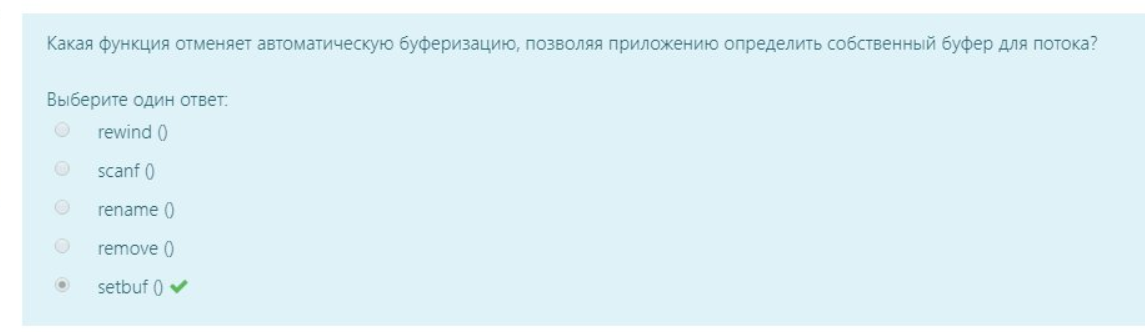 Какая функция отменяет автоматическую буферизацию, позволяя приложению определить собственный буфер для потока?
Выберите один ответ:
rewind ()
scanf ()
rename ()
remove ()
setbuf ()